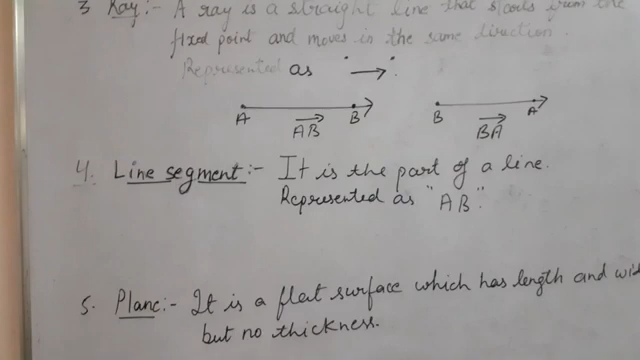 3 Ray:- A ray is a straight line that starts from the
fixed point and moves in the same direction.
Represented as →
A AB B B BA A
4. Line segment:- It is the part of a line.
Represented as "AB".
5. Plane:- It is a flat surface which has length and wid
but no thickness.